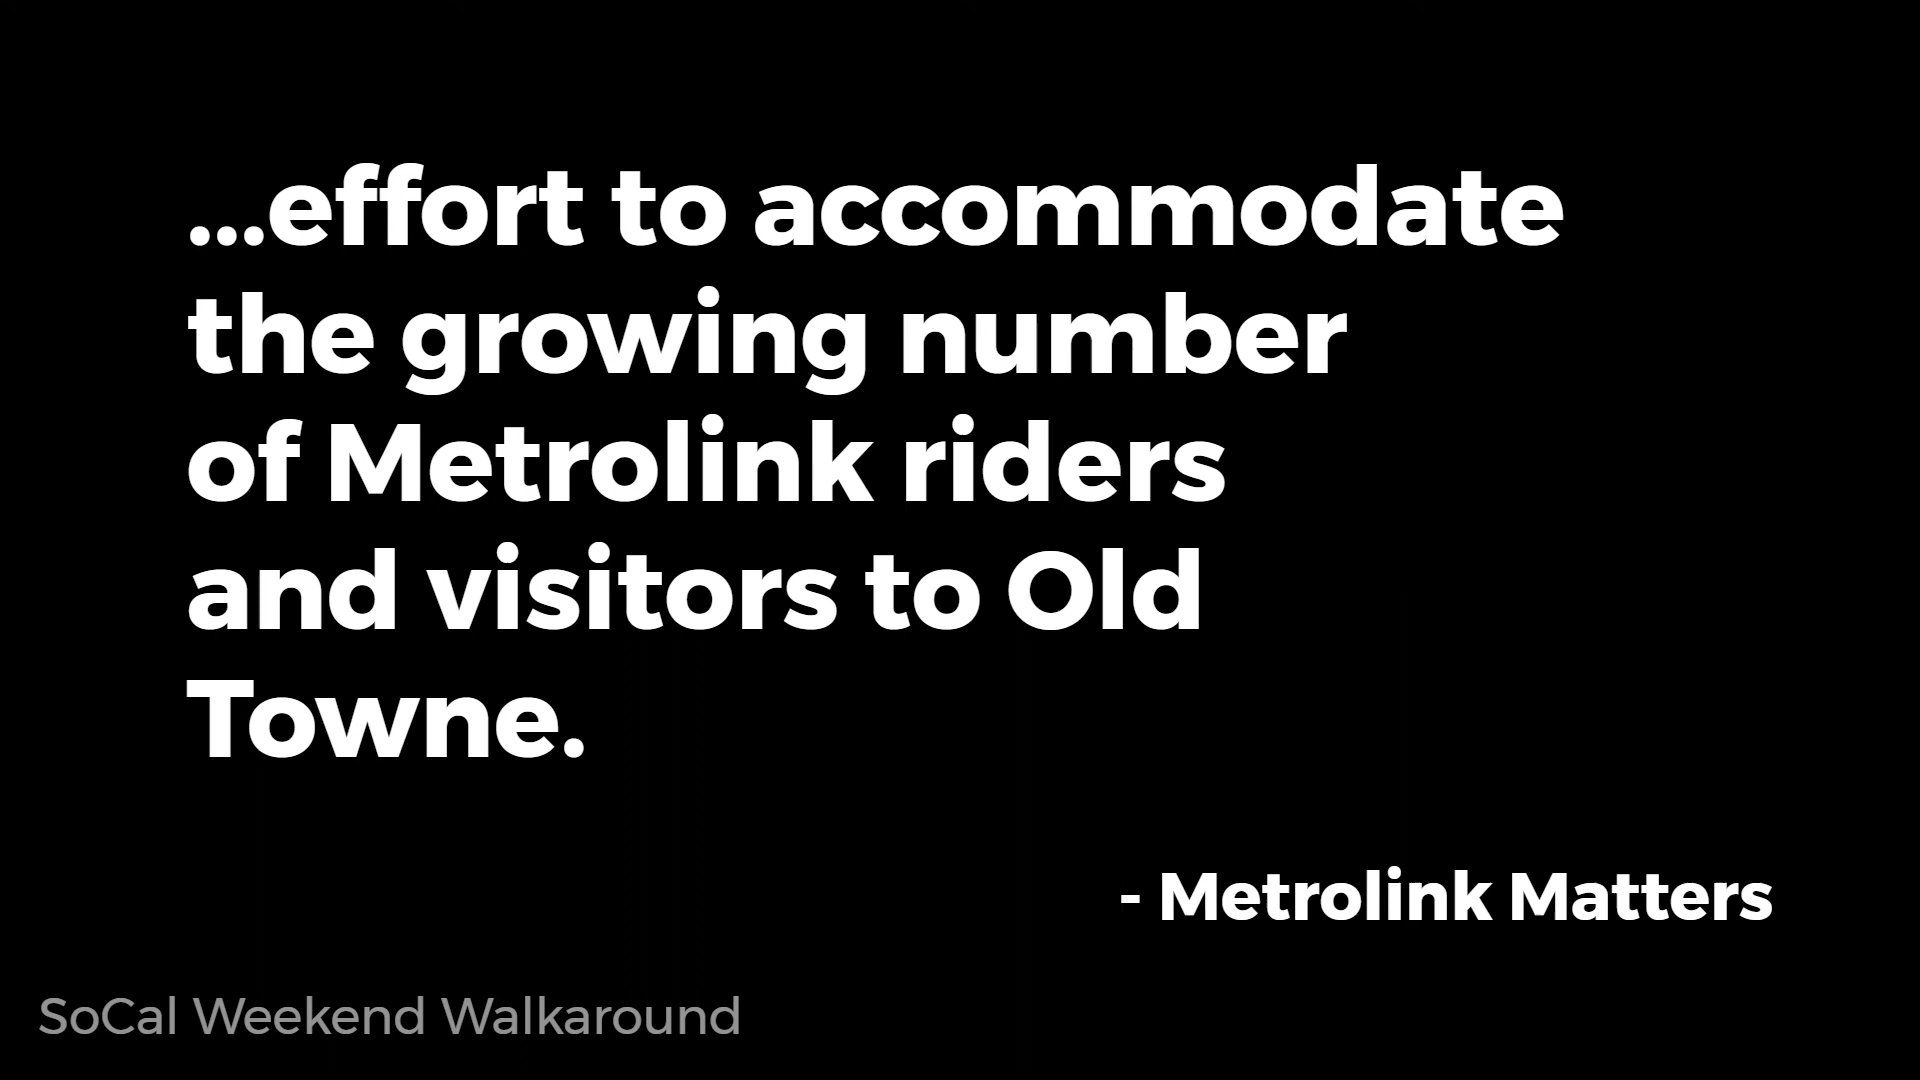 ...effort to accommodate
the growing number
of Metrolink riders
and visitors to Old
Towne.
- Metrolink Matters
SoCal Weekend Walkaround